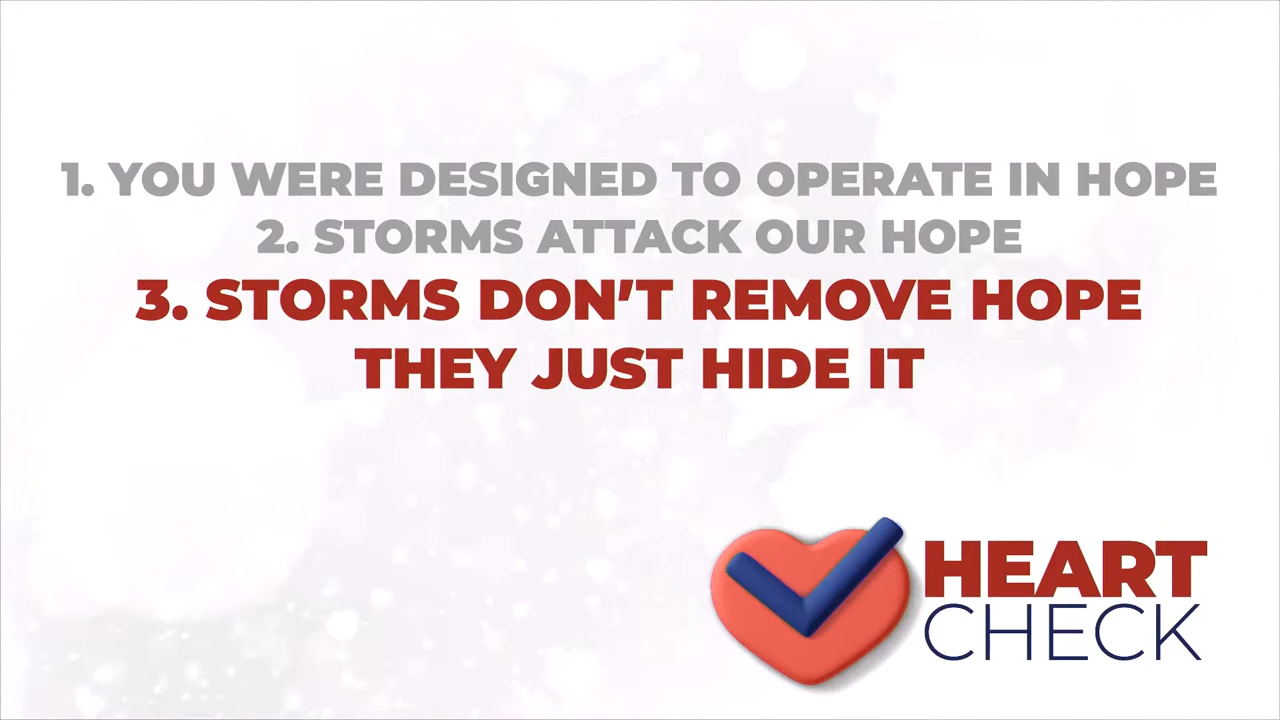 1. YOU WERE DESIGNED TO OPERATE IN HOPE
2. STORMS ATTACK OUR HOPE
3. STORMS DON'T REMOVE HOPE
THEY JUST HIDE IT
HEART
CHECK